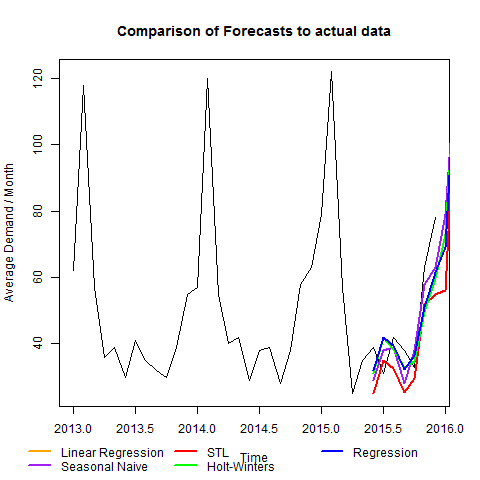 Comparison of Forecasts to actual data
Average Demand / Month
120
100
80
60
40
2013.0 2013.5 2014.0 2014.5 2015.0 2015.5 2016.0
Time
Linear Regression STL Regression
Seasonal Naive Holt-Winters